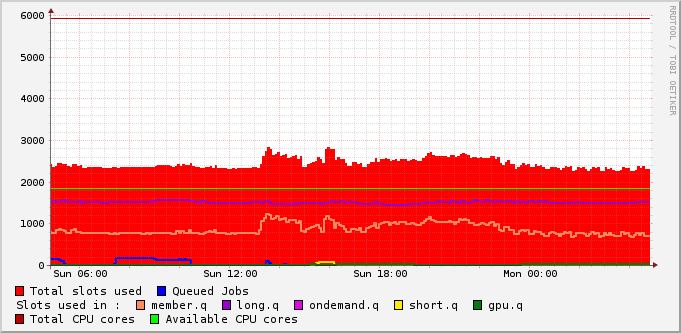 6000
5000
4000
3000
2000
1000
0
Sun 06:00 Sun 12:00 Sun 18:00 Mon 00:00
RRDTOOL / TOBI OETIKER
Total slots used Queued Jobs
Slots used in : member.q long.q ondemand.q short.q gpu.q
Total CPU cores Available CPU cores